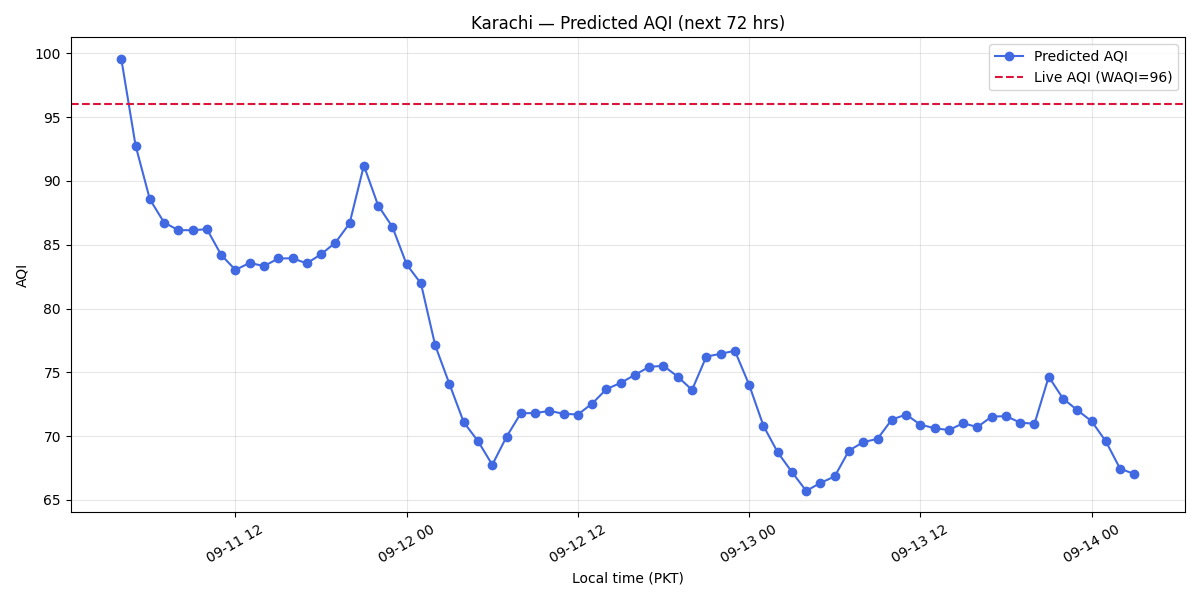 Karachi — Predicted AQI (next 72 hrs)
Predicted AQI
Live AQI (WAQI=96)
100
95
90
85
80
75
70
65
AQI
09-11 12
09-12 00
09-12 12
09-13 00
09-13 12
09-14 00
Local time (PKT)